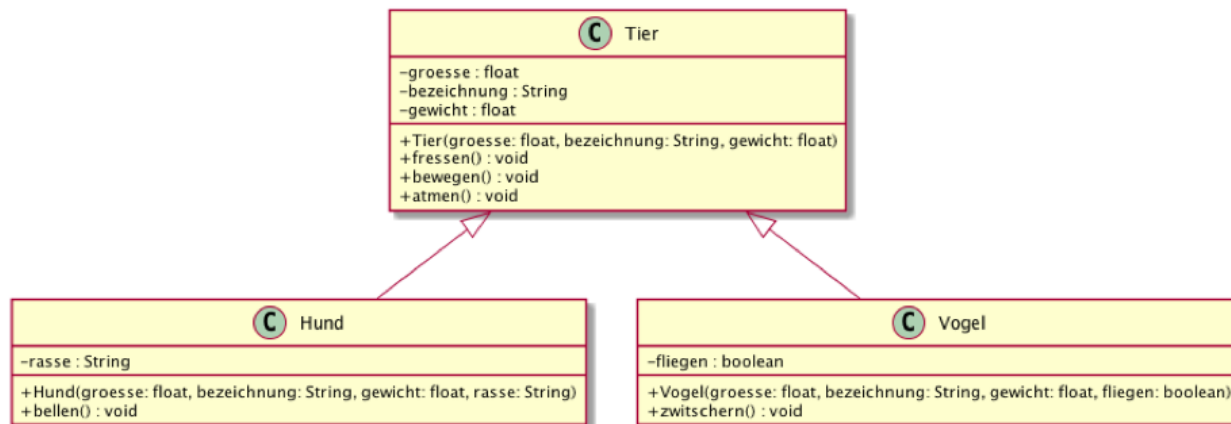 C Tier
-groesse : float
-bezeichnung : String
-gewicht : float
+Tier(groesse: float, bezeichnung: String, gewicht: float)
+fressen() : void
+bewegen() : void
+atmen() : void
C Hund
-rasse : String
+Hund(groesse: float, bezeichnung: String, gewicht: float, rasse: String)
+bellen() : void
C Vogel
-fliegen : boolean
+Vogel(groesse: float, bezeichnung: String, gewicht: float, fliegen: boolean)
+zwitschern() : void